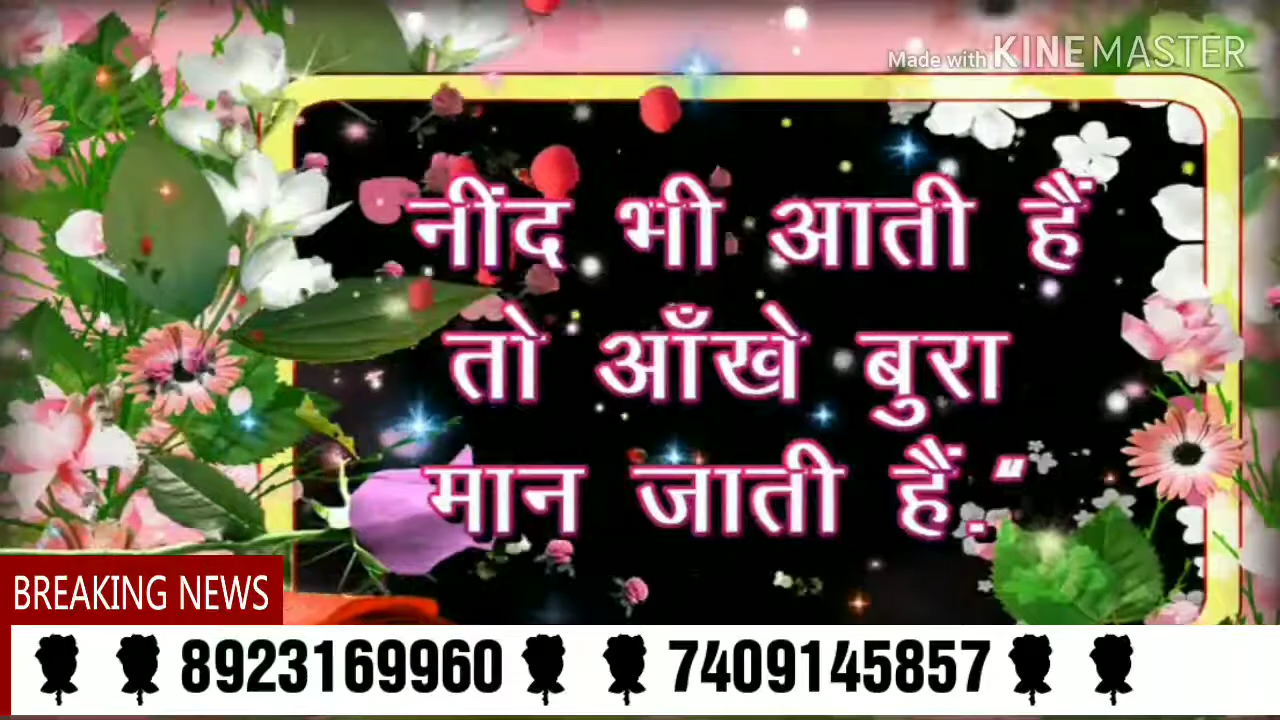 Made with KINEMASTER
नींद भी आती हैं
तो आँखे बुरा
मान जाती हैं."
BREAKING NEWS
8923169960 7409145857